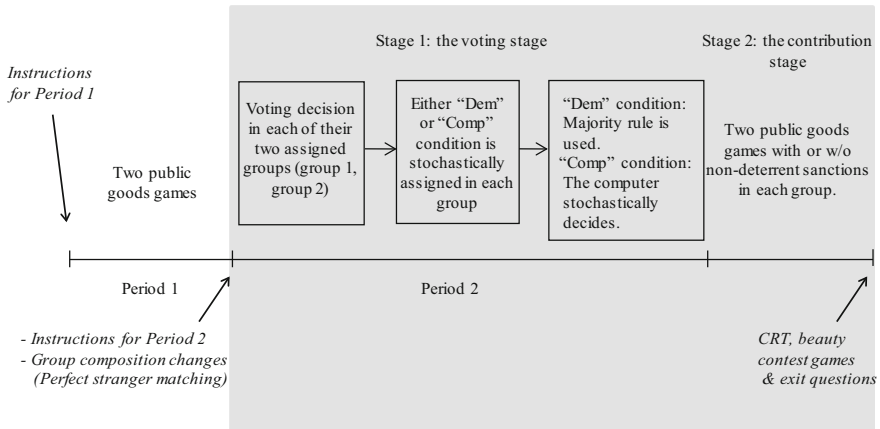 Instructions
for Period 1
Two public
goods games
Stage 1: the voting stage
Voting decision
in each of their
two assigned
groups (group 1,
group 2)
Either “Dem”
or “Comp”
condition is
stochastically
assigned in each
group
“Dem” condition:
Majority rule is
used.
“Comp” condition:
The computer
stochastically
decides.
Stage 2: the contribution
stage
Two public goods
games with or w/o
non-deterrent sanctions
in each group.
Period 1
Period 2
- Instructions for Period 2
- Group composition changes
(Perfect stranger matching)
CRT, beauty
contest games
& exit questions